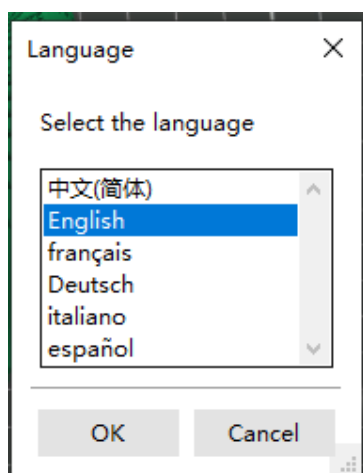 Language
Select the language
中文(简体)
English
français
Deutsch
italiano
español
OK Cancel